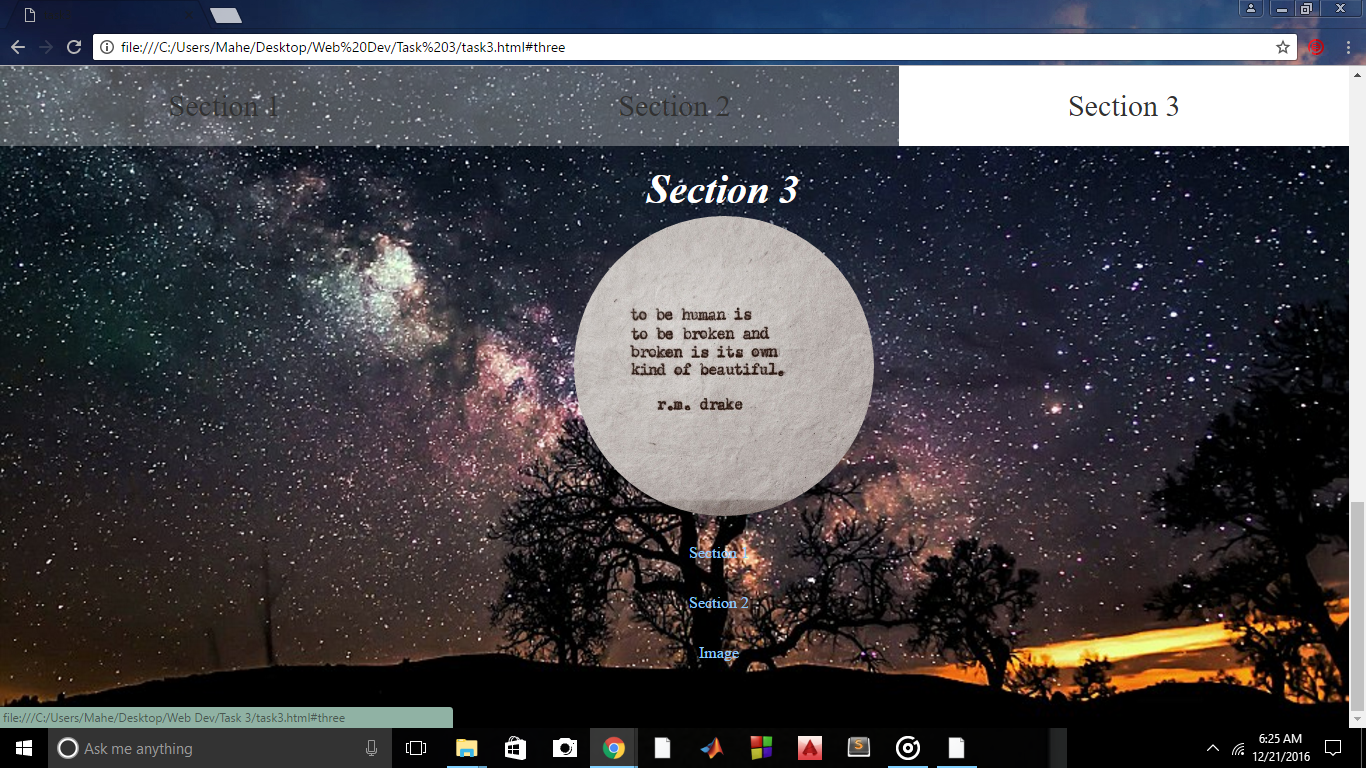 file:///C:/Users/Mahe/Desktop/Web%20Dev/Task%203/task3.html#three
Section 1
Section 2
Section 3
Section 3
to be human is
to be broken and
broken is its own
kind of beautiful.
r.m. drake
Section 1
Section 2
Image
file:///C:/Users/Mahe/Desktop/Web Dev/Task 3/task3.html#three
Ask me anything
S
6:25 AM
12/21/2016